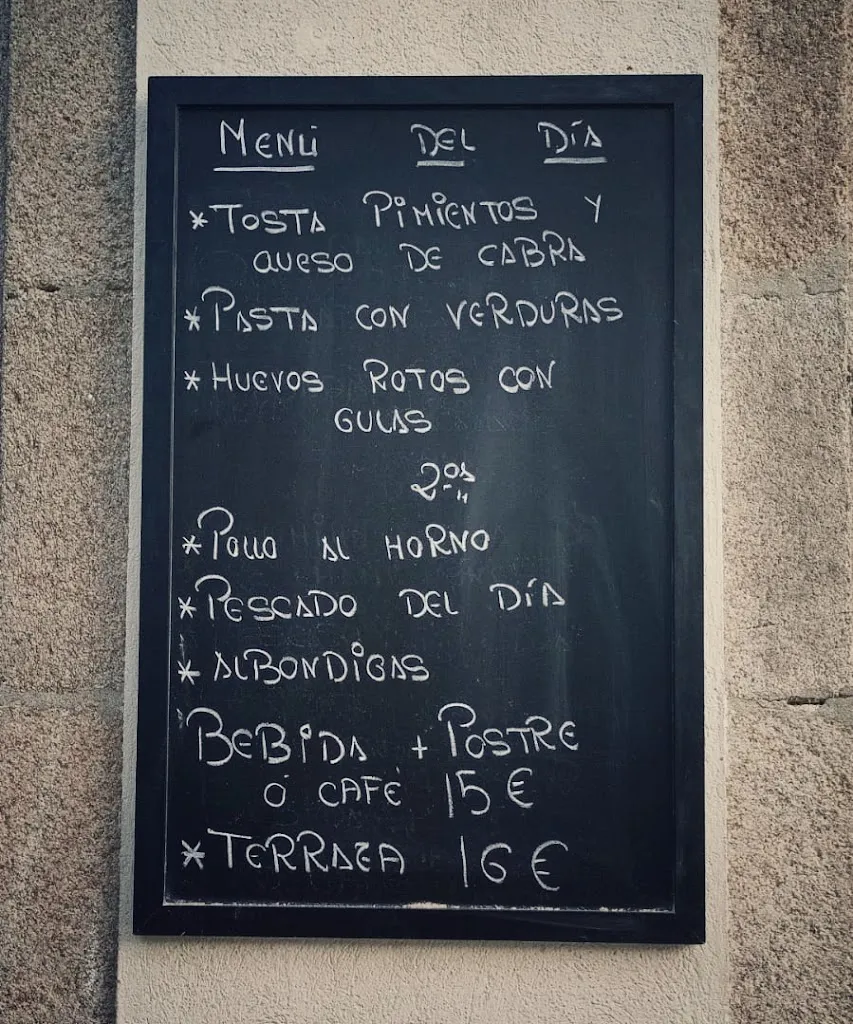 MENÚ DEL DÍA
*TOSTA PIMIENTOS Y
QUESO DE CABRA
*PASTA CON VERDURAS
*HUEVOS ROTOS CON
GULAS
2os
*POLLO AL HORNO
*PESCADO DEL DÍA
*ALBONDIGAS
BEBIDA + POSTRE
Ó CAFÉ 15 €
*TERRAZA 16 €